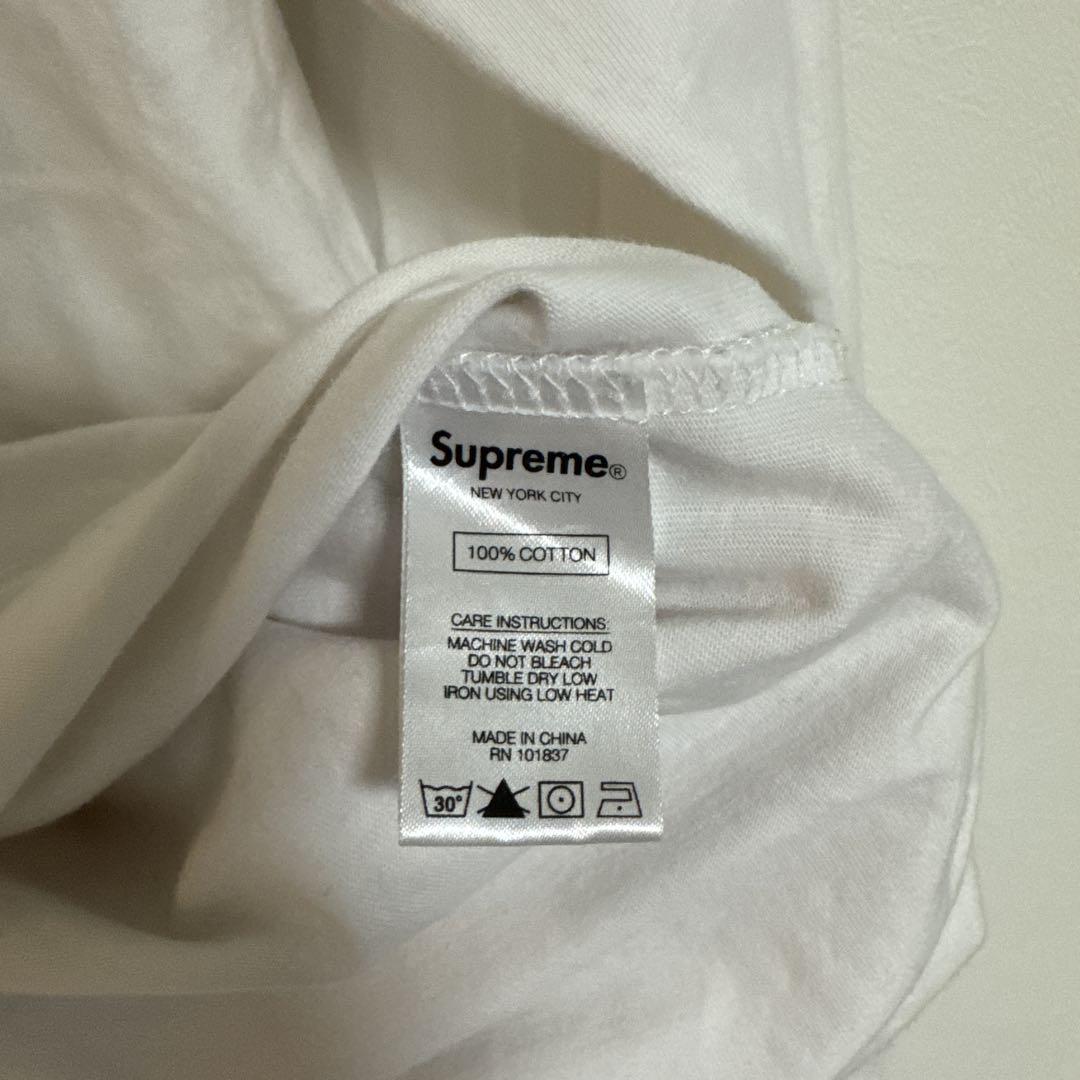 Supreme®
NEW YORK CITY
100% COTTON
CARE INSTRUCTIONS:
MACHINE WASH COLD
DO NOT BLEACH
TUMBLE DRY LOW
IRON USING LOW HEAT
MADE IN CHINA
RN 101837
30°